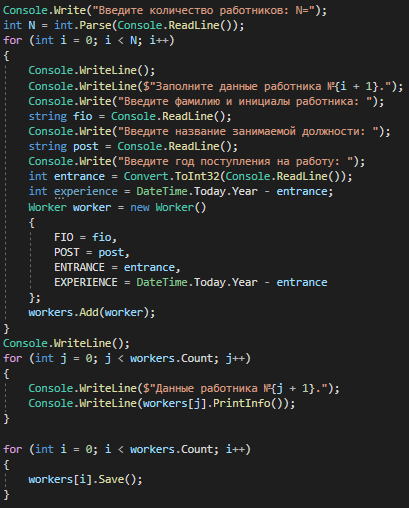 Console.Write("Введите количество работников: N=");
int N = int.Parse(Console.ReadLine());
for (int i = 0; i < N; i++)
{
Console.WriteLine();
Console.WriteLine($"Заполните данные работника №{i + 1}.");
Console.Write("Введите фамилию и инициалы работника: ");
string fio = Console.ReadLine();
Console.Write("Введите название занимаемой должности: ");
string post = Console.ReadLine();
Console.Write("Введите год поступления на работу: ");
int entrance = Convert.ToInt32(Console.ReadLine());
int experience = DateTime.Today.Year - entrance;
Worker worker = new Worker()
{
FIO = fio,
POST = post,
ENTRANCE = entrance,
EXPERIENCE = DateTime.Today.Year - entrance
};
workers.Add(worker);
}
Console.WriteLine();
for (int j = 0; j < workers.Count; j++)
{
Console.WriteLine($"Данные работника №{j + 1}.");
Console.WriteLine(workers[j].PrintInfo());
}
for (int i = 0; i < workers.Count; i++)
{
workers[i].Save();
}